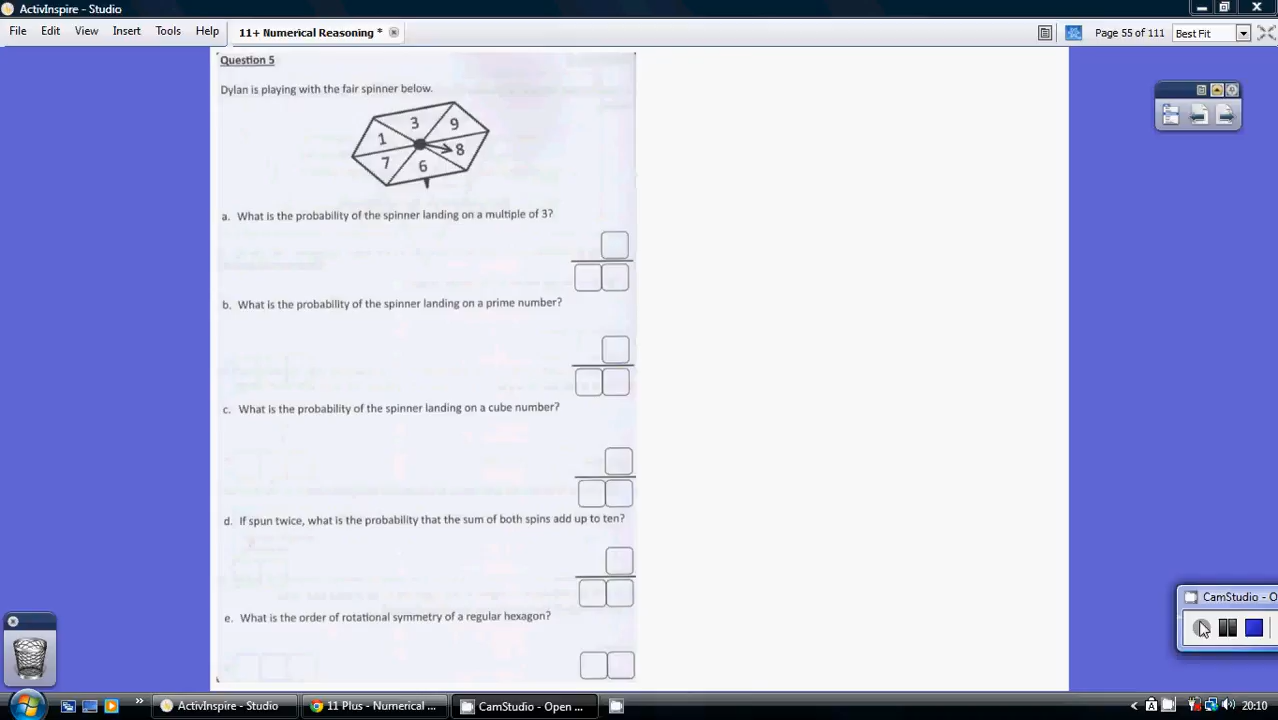 ActivInspire - Studio
File Edit View Insert Tools Help
11+ Numerical Reasoning *
Page 55 of 111
Best Fit
Question 5
Dylan is playing with the fair spinner below.
3 9
1 8
7 6
a. What is the probability of the spinner landing on a multiple of 3?
b. What is the probability of the spinner landing on a prime number?
c. What is the probability of the spinner landing on a cube number?
d. If spun twice, what is the probability that the sum of both spins add up to ten?
e. What is the order of rotational symmetry of a regular hexagon?
CamStudio - O
ActivInspire - Studio
11 Plus - Numerical ...
CamStudio - Open ...
A
20:10